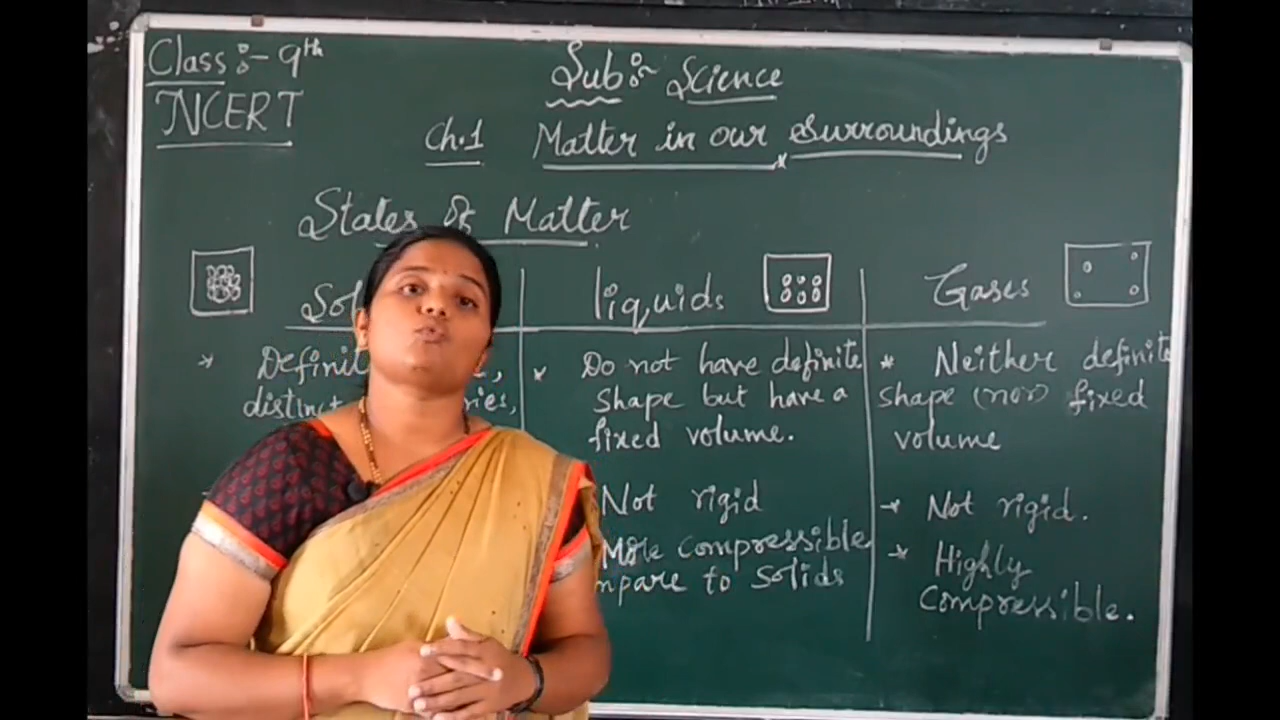 Class :- 9th
NCERT
Sub :- Science
Ch.1 Matter in our Surroundings
States of Matter
liquids
Gases
* Do not have definite
shape but have a
fixed volume.
Not rigid
More compressible
to solids
* Neither definite
shape (nor) fixed
volume
* Not rigid.
* Highly
compressible.
* 
distinct